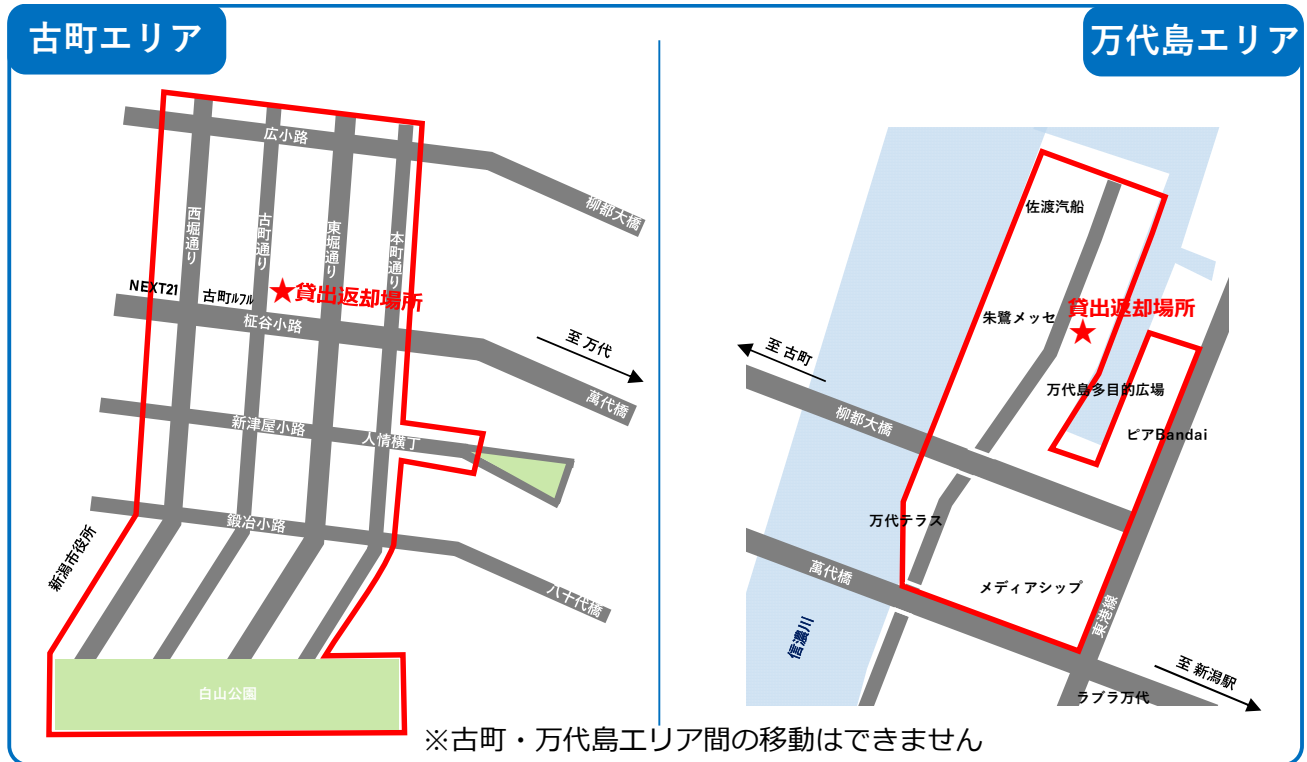 古町エリア
万代島エリア
広小路
柳都大橋
西堀通り
古町通り
東堀通り
本町通り
NEXT21
古町ルフル
★貸出返却場所
柾谷小路
至 万代
萬代橋
新津屋小路
人情横丁
鍛冶小路
新潟市役所
八千代橋
白山公園
佐渡汽船
朱鷺メッセ
貸出返却場所
★
至 古町
万代島多目的広場
柳都大橋
ピアBandai
万代テラス
萬代橋
メディアシップ
東港線
信濃川
至 新潟駅
ラブラ万代
※古町・万代島エリア間の移動はできません